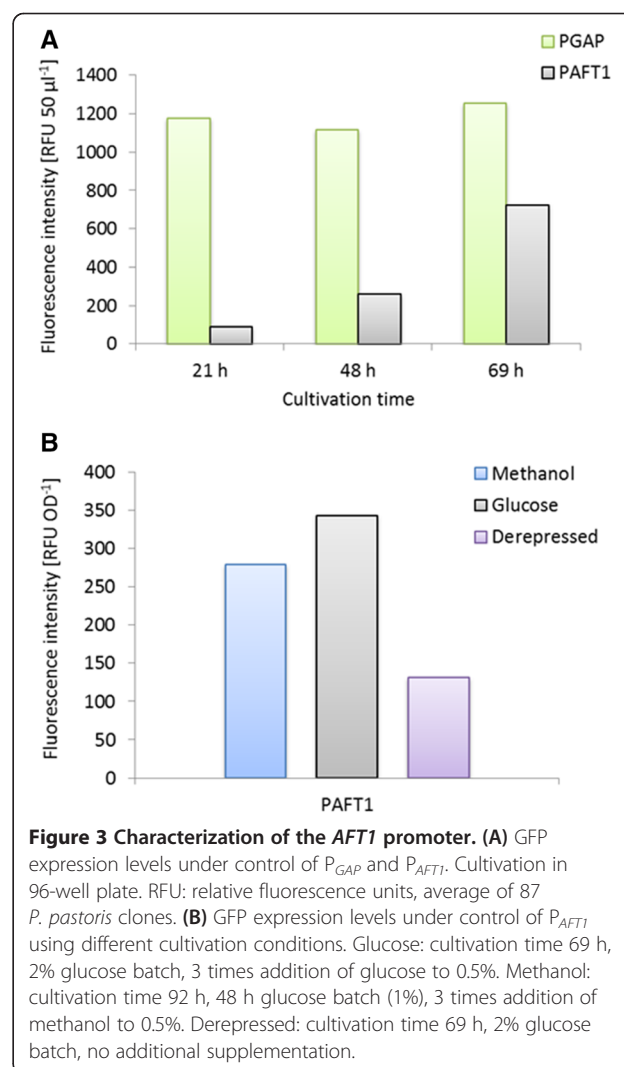 A
PGAP
PAFT1
Fluorescence intensity [RFU 50 µl⁻¹]
1400
1200
1000
800
600
400
200
0
21 h 48 h 69 h
Cultivation time
B
Methanol
Glucose
Derepressed
Fluorescence intensity [RFU OD⁻¹]
400
350
300
250
200
150
100
50
0
PAFT1
Figure 3 Characterization of the AFT1 promoter. (A) GFP
expression levels under control of PGAP and PAFT1. Cultivation in
96-well plate. RFU: relative fluorescence units, average of 87
P. pastoris clones. (B) GFP expression levels under control of PAFT1
using different cultivation conditions. Glucose: cultivation time 69 h,
2% glucose batch, 3 times addition of glucose to 0.5%. Methanol:
cultivation time 92 h, 48 h glucose batch (1%), 3 times addition of
methanol to 0.5%. Derepressed: cultivation time 69 h, 2% glucose
batch, no additional supplementation.